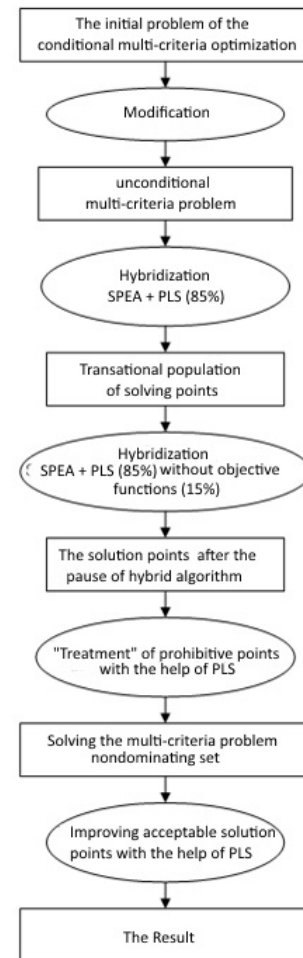 The initial problem of the
conditional multi-criteria optimization
Modification
unconditional
multi-criteria problem
Hybridization
SPEA + PLS (85%)
Transational population
of solving points
Hybridization
SPEA + PLS (85%) without objective
functions (15%)
The solution points after the
pause of hybrid algorithm
"Treatment" of prohibitive points
with the help of PLS
Solving the multi-criteria problem
nondominating set
Improving acceptable solution
points with the help of PLS
The Result